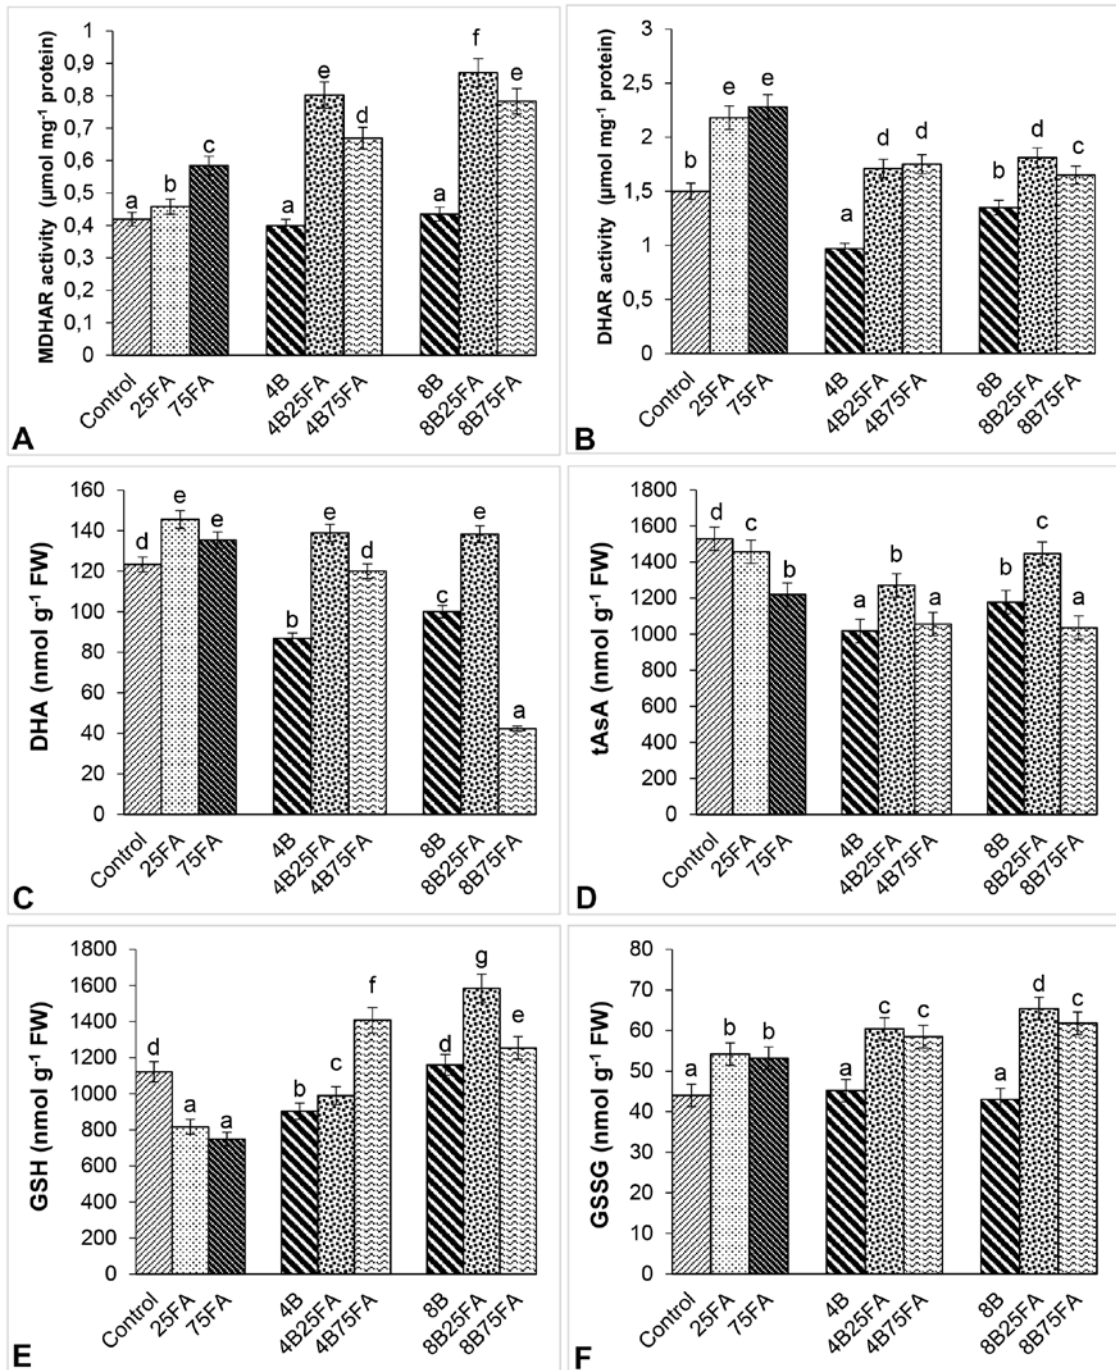 MDHAR activity (µmol mg⁻¹ protein)
1
0,9
0,8
0,7
0,6
0,5
0,4
0,3
0,2
0,1
0
a
b
c
a
e
d
a
f
e
Control
25FA
75FA
4B
4B25FA
4B75FA
8B
8B25FA
8B75FA
A
DHAR activity (µmol mg⁻¹ protein)
3
2,5
2
1,5
1
0,5
0
b
e
e
a
d
d
b
d
c
Control
25FA
75FA
4B
4B25FA
4B75FA
8B
8B25FA
8B75FA
B
DHA (nmol g⁻¹ FW)
160
140
120
100
80
60
40
20
0
d
e
e
b
e
d
c
e
a
Control
25FA
75FA
4B
4B25FA
4B75FA
8B
8B25FA
8B75FA
C
tAsA (nmol g⁻¹ FW)
1800
1600
1400
1200
1000
800
600
400
200
0
d
c
b
a
b
a
b
c
a
Control
25FA
75FA
4B
4B25FA
4B75FA
8B
8B25FA
8B75FA
D
GSH (nmol g⁻¹ FW)
1800
1600
1400
1200
1000
800
600
400
200
0
d
a
a
b
c
f
d
g
e
Control
25FA
75FA
4B
4B25FA
4B75FA
8B
8B25FA
8B75FA
E
GSSG (nmol g⁻¹ FW)
80
70
60
50
40
30
20
10
0
a
b
b
a
c
c
a
d
c
Control
25FA
75FA
4B
4B25FA
4B75FA
8B
8B25FA
8B75FA
F